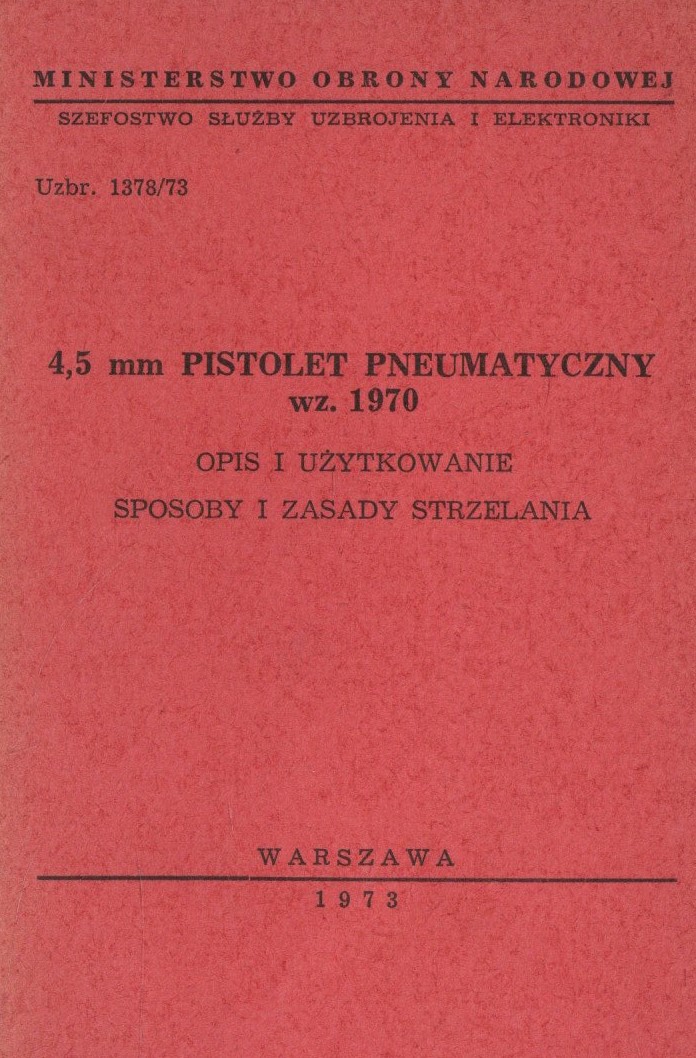 MINISTERSTWO OBRONY NARODOWEJ
SZEFOSTWO SŁUŻBY UZBROJENIA I ELEKTRONIKI
Uzbr. 1378/73
4,5 mm PISTOLET PNEUMATYCZNY
wz. 1970
OPIS I UŻYTKOWANIE
SPOSOBY I ZASADY STRZELANIA
WARSZAWA
1973